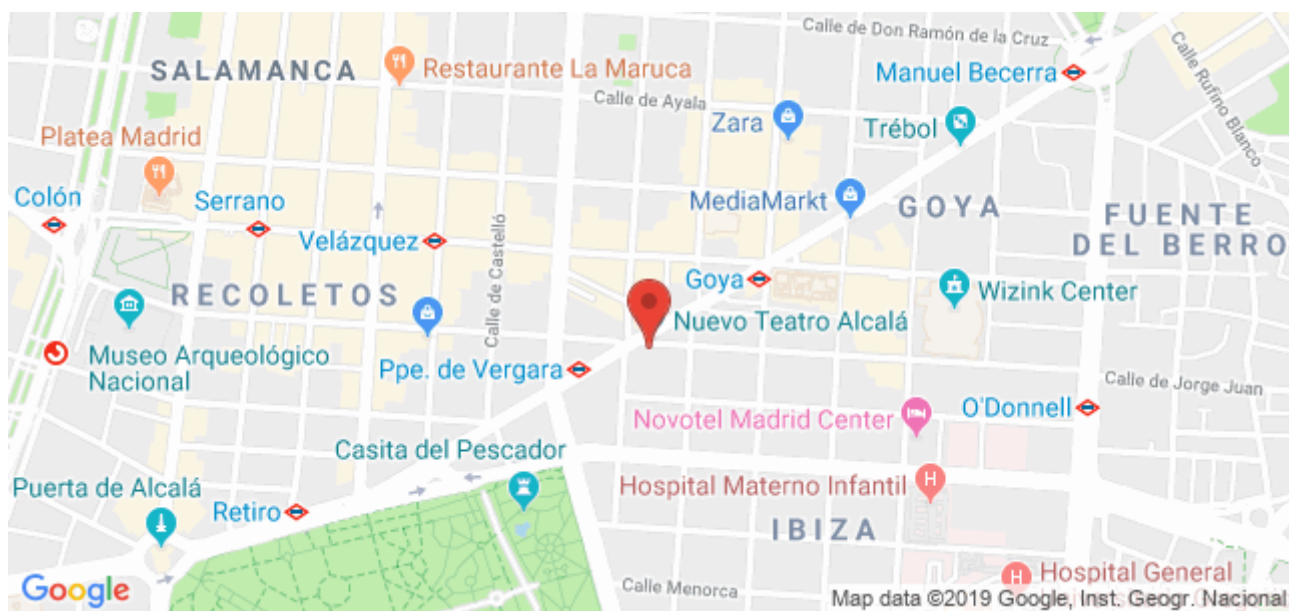 Calle de Don Ramón de la Cruz
Calle Rufino Blanco
SALAMANCA
Restaurante La Maruca
Manuel Becerra
Calle de Ayala
Zara
Trébol
Platea Madrid
Colón
Serrano
MediaMarkt
GOYA
FUENTE
DEL BERRO
Velázquez
Calle de Castelló
Goya
Wizink Center
RECOLETOS
Nuevo Teatro Alcalá
Museo Arqueológico
Nacional
Ppe. de Vergara
Calle de Jorge Juan
Novotel Madrid Center
O'Donnell
Casita del Pescador
Puerta de Alcalá
Hospital Materno Infantil
Retiro
IBIZA
Hospital General
Calle Menorca
Google
Map data ©2019 Google, Inst. Geogr. Nacional